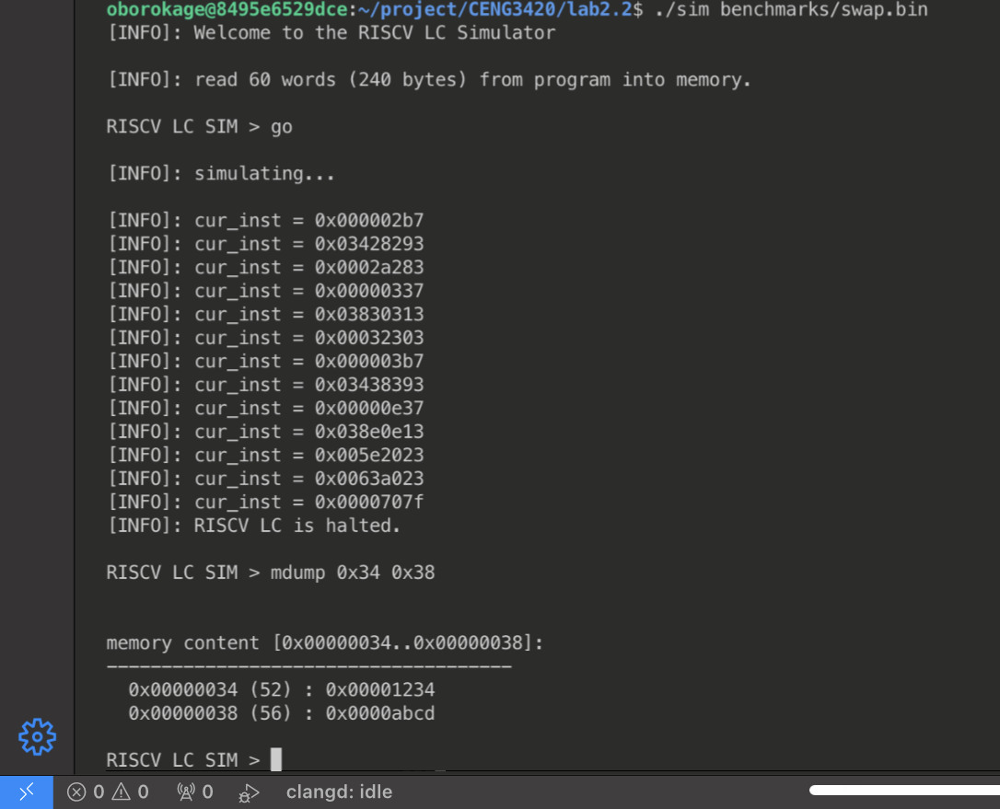 oborokage@8495e6529dce:~/project/CENG3420/lab2.2$ ./sim benchmarks/swap.bin
[INFO]: Welcome to the RISCV LC Simulator
[INFO]: read 60 words (240 bytes) from program into memory.
RISCV LC SIM > go
[INFO]: simulating...
[INFO]: cur_inst = 0x000002b7
[INFO]: cur_inst = 0x03428293
[INFO]: cur_inst = 0x0002a283
[INFO]: cur_inst = 0x00000337
[INFO]: cur_inst = 0x03830313
[INFO]: cur_inst = 0x00032303
[INFO]: cur_inst = 0x000003b7
[INFO]: cur_inst = 0x03438393
[INFO]: cur_inst = 0x00000e37
[INFO]: cur_inst = 0x038e0e13
[INFO]: cur_inst = 0x005e2023
[INFO]: cur_inst = 0x0063a023
[INFO]: cur_inst = 0x0000707f
[INFO]: RISCV LC is halted.
RISCV LC SIM > mdump 0x34 0x38
memory content [0x00000034..0x00000038]:
-------------------------------------
0x00000034 (52) : 0x00001234
0x00000038 (56) : 0x0000abcd
RISCV LC SIM >
0 0 0 clangd: idle